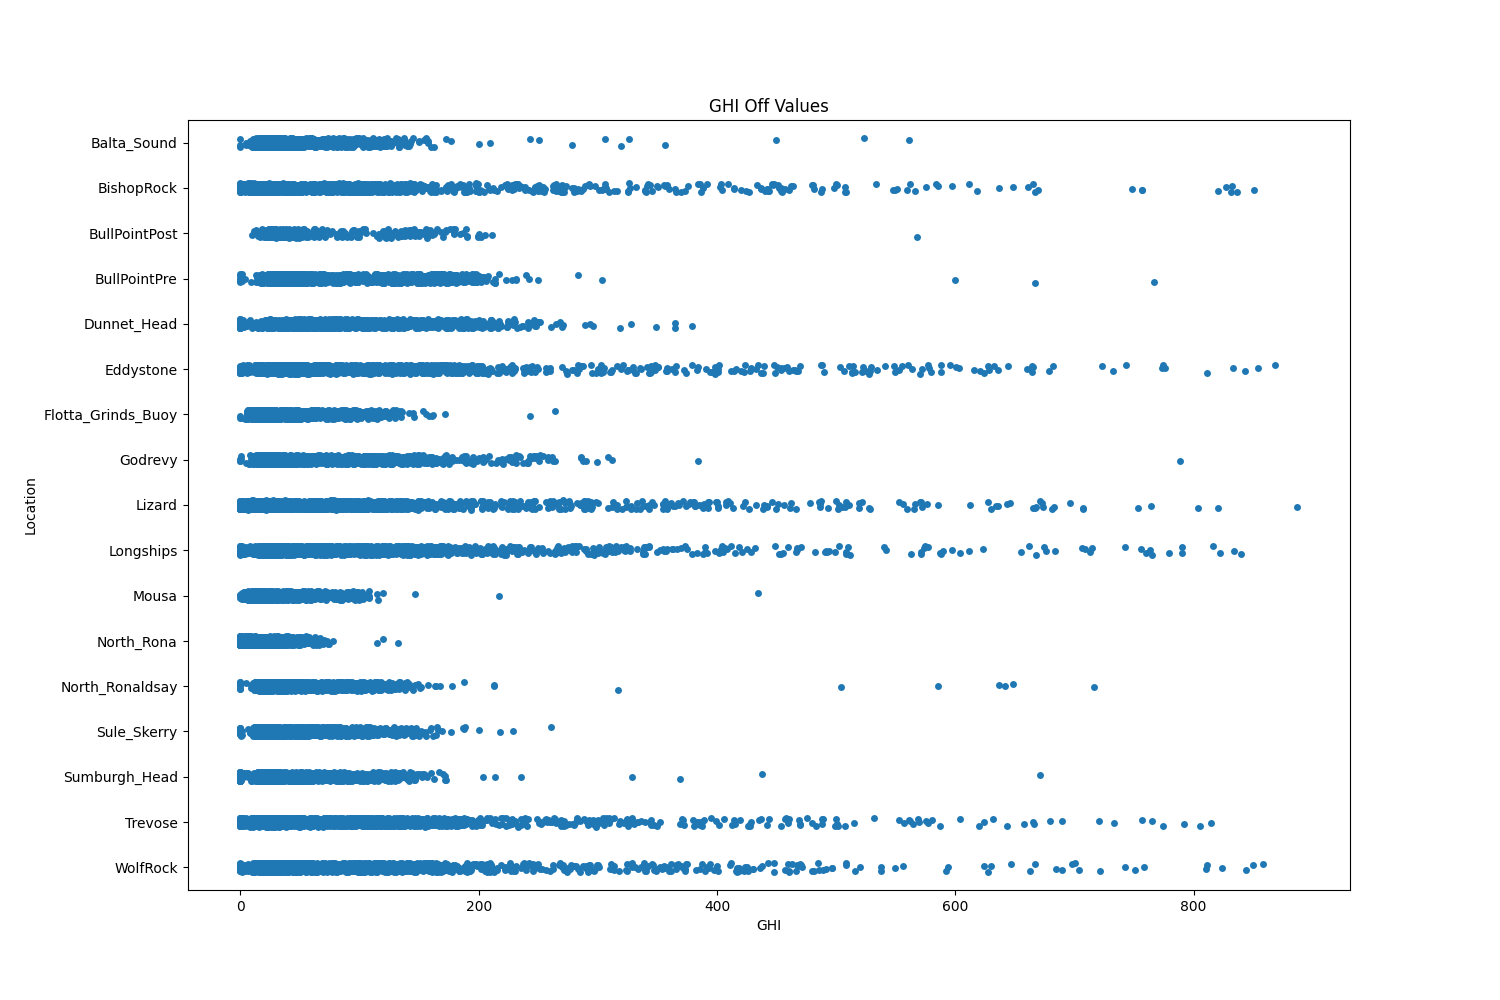 GHI Off Values
Balta_Sound
BishopRock
BullPointPost
BullPointPre
Dunnet_Head
Eddystone
Flotta_Grinds_Buoy
Godrevy
Lizard
Longships
Mousa
North_Rona
North_Ronaldsay
Sule_Skerry
Sumburgh_Head
Trevose
WolfRock
Location
0 200 400 600 800
GHI